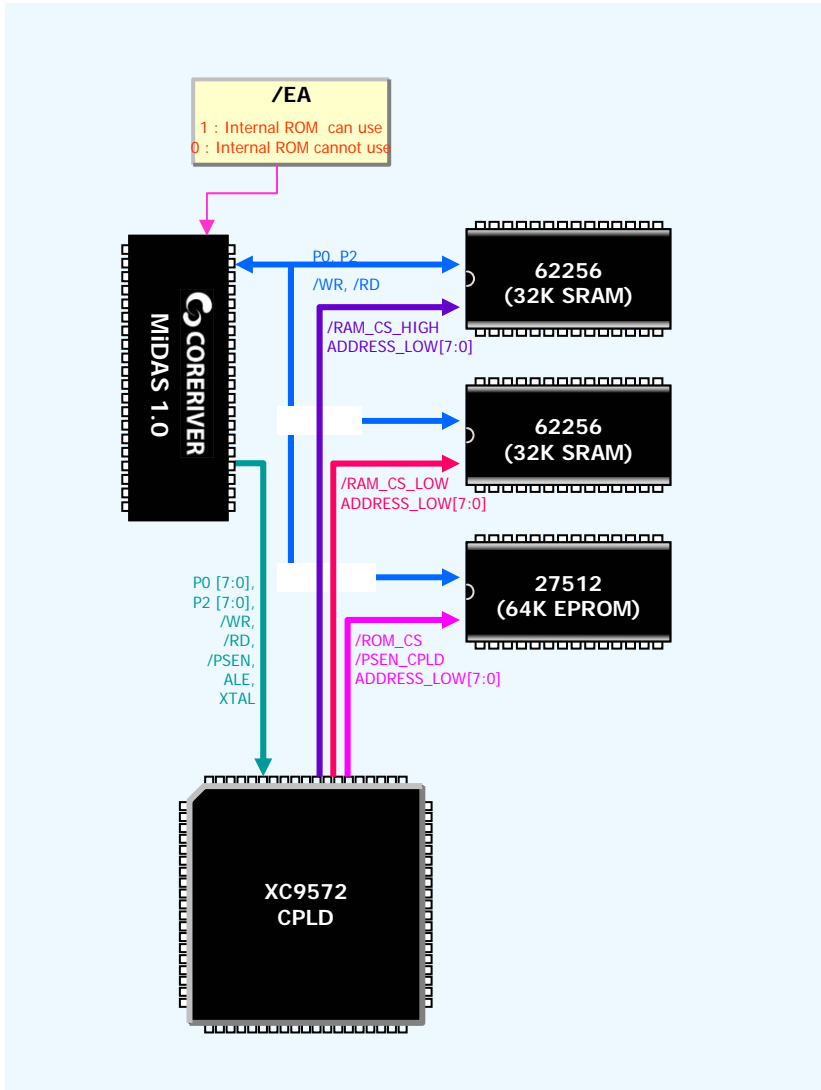 /EA
1 : Internal ROM can use
0 : Internal ROM cannot use
CORERIVER
MiDAS 1.0
P0, P2
/WR, /RD
62256
(32K SRAM)
/RAM_CS_HIGH
ADDRESS_LOW[7:0]
62256
(32K SRAM)
/RAM_CS_LOW
ADDRESS_LOW[7:0]
27512
(64K EPROM)
P0 [7:0],
P2 [7:0],
/WR,
/RD,
/PSEN,
ALE,
XTAL
/ROM_CS
/PSEN_CPLD
ADDRESS_LOW[7:0]
XC9572
CPLD